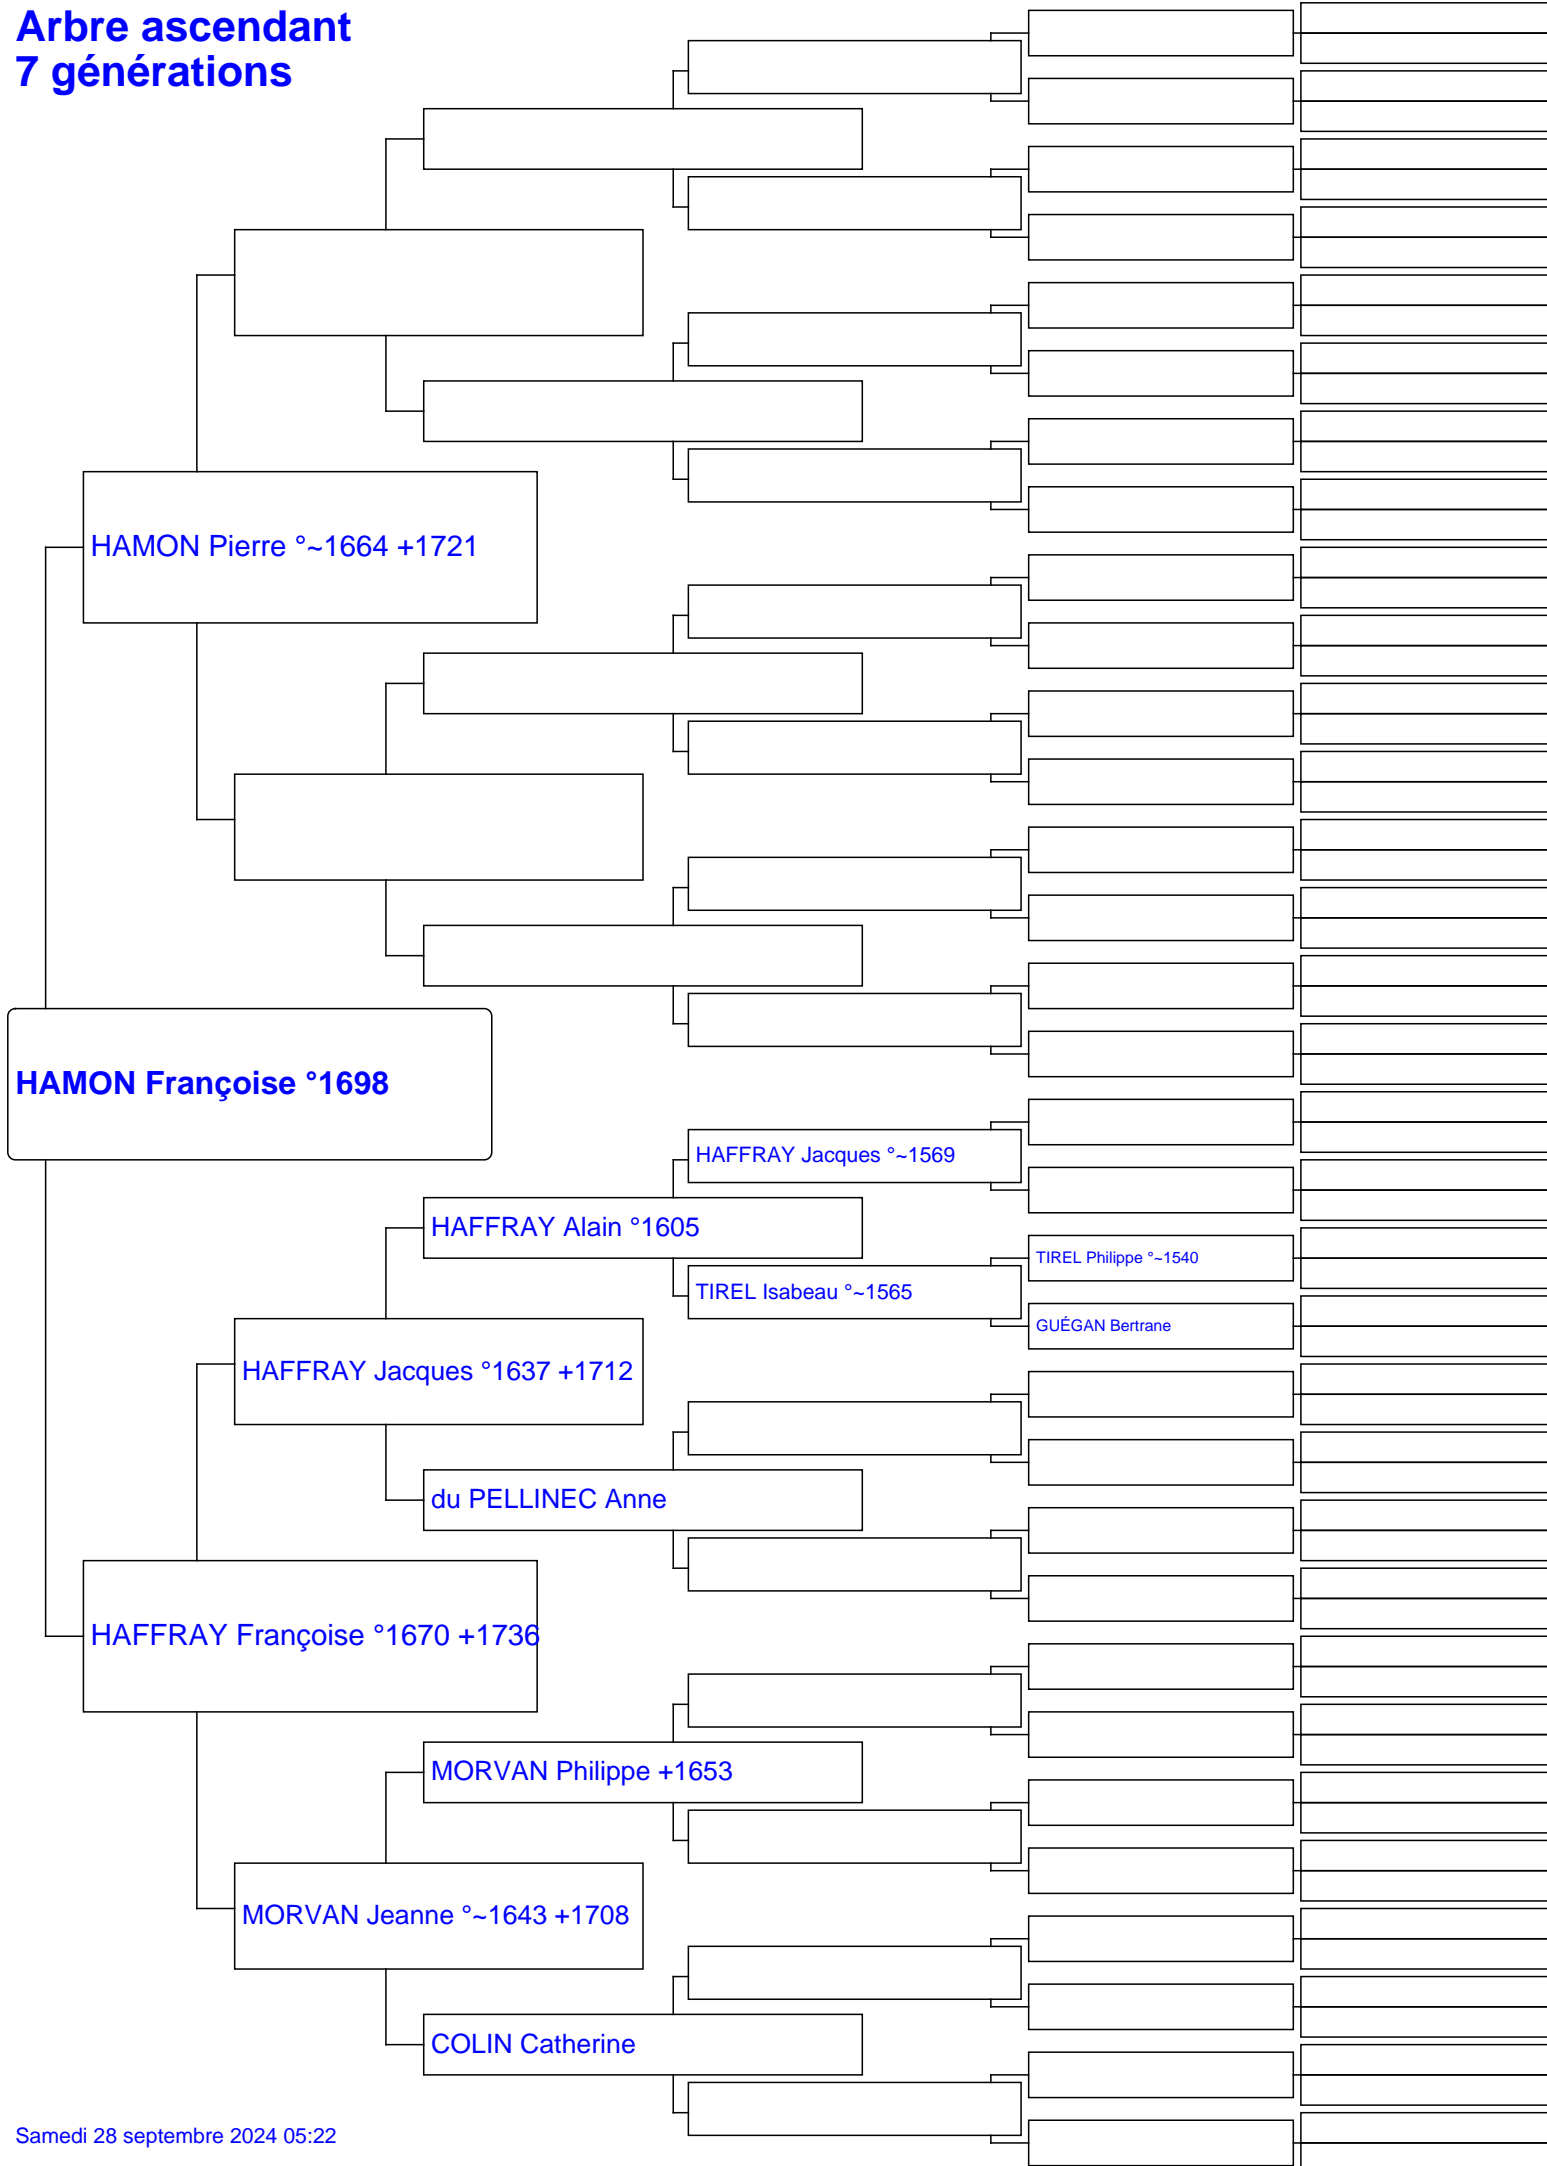 Arbre ascendant
7 générations
HAMON Pierre °~1664 +1721
HAMON Françoise °1698
HAFFRAY Jacques °~1569
HAFFRAY Alain °1605
TIREL Philippe °~1540
TIREL Isabeau °~1565
GUÉGAN Bertrane
HAFFRAY Jacques °1637 +1712
du PELLINEC Anne
HAFFRAY Françoise °1670 +1736
MORVAN Philippe +1653
MORVAN Jeanne °~1643 +1708
COLIN Catherine
Samedi 28 septembre 2024 05:22